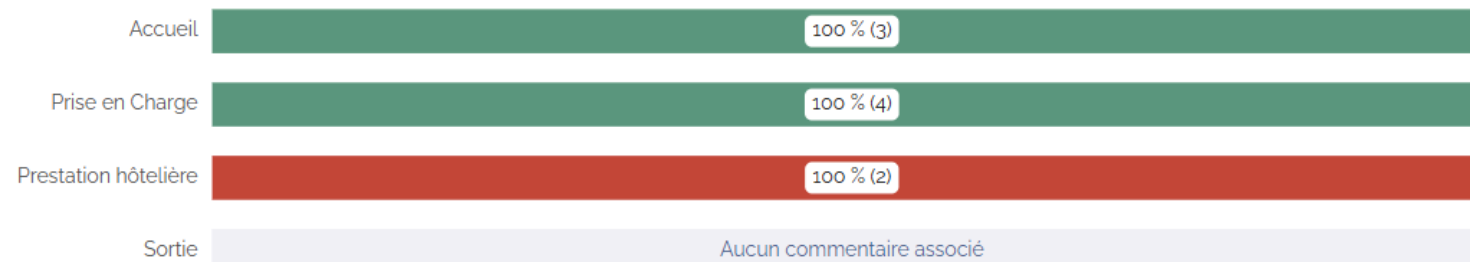 Accueil 100 % (3)
Prise en Charge 100 % (4)
Prestation hôtelière 100 % (2)
Sortie Aucun commentaire associé